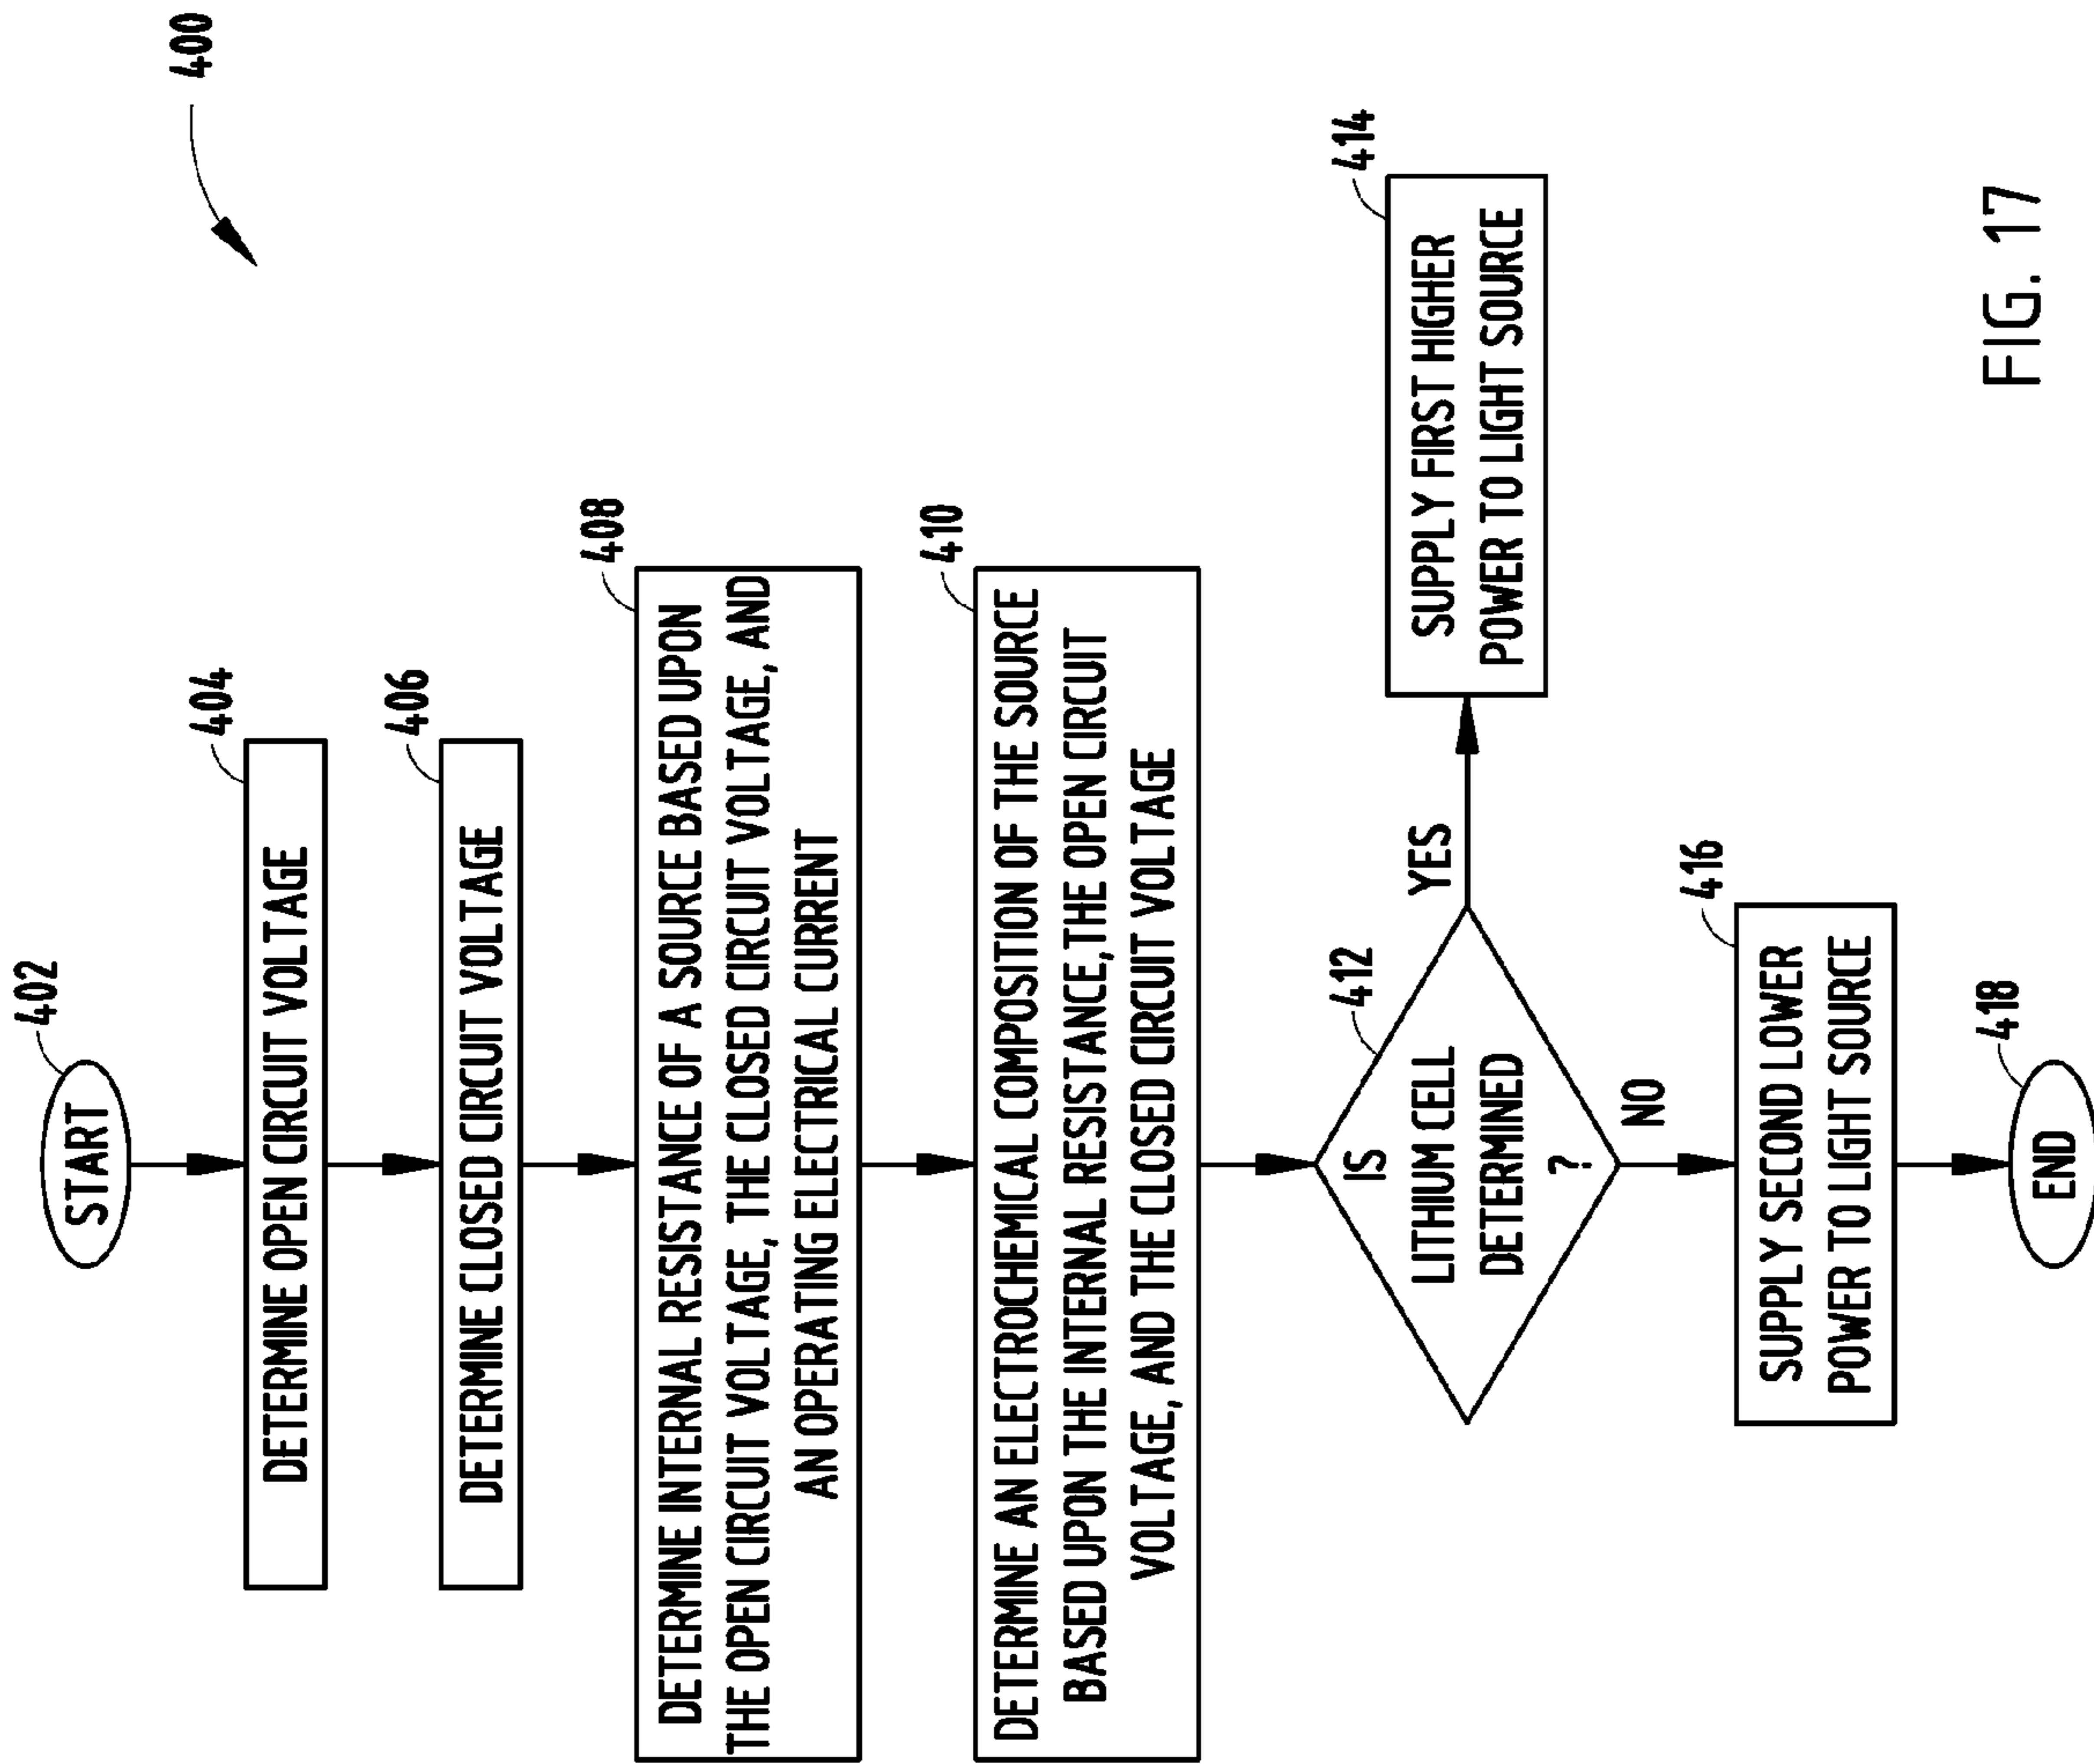 400
402
START
404
DETERMINE OPEN CIRCUIT VOLTAGE
406
DETERMINE CLOSED CIRCUIT VOLTAGE
408
DETERMINE INTERNAL RESISTANCE OF A SOURCE BASED UPON
THE OPEN CIRCUIT VOLTAGE, THE CLOSED CIRCUIT VOLTAGE, AND
AN OPERATING ELECTRICAL CURRENT
410
DETERMINE AN ELECTROCHEMICAL COMPOSITION OF THE SOURCE
BASED UPON THE INTERNAL RESISTANCE, THE OPEN CIRCUIT
VOLTAGE, AND THE CLOSED CIRCUIT VOLTAGE
412
IS
LITHIUM CELL
DETERMINED
?
YES
414
SUPPLY FIRST HIGHER
POWER TO LIGHT SOURCE
NO
416
SUPPLY SECOND LOWER
POWER TO LIGHT SOURCE
418
END
FIG. 17